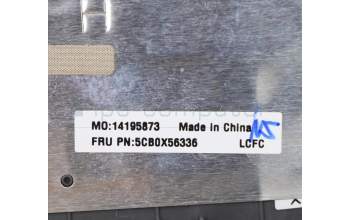 H
MO:14195873 Made in China
FRU PN:5CB0X56336 LCFC